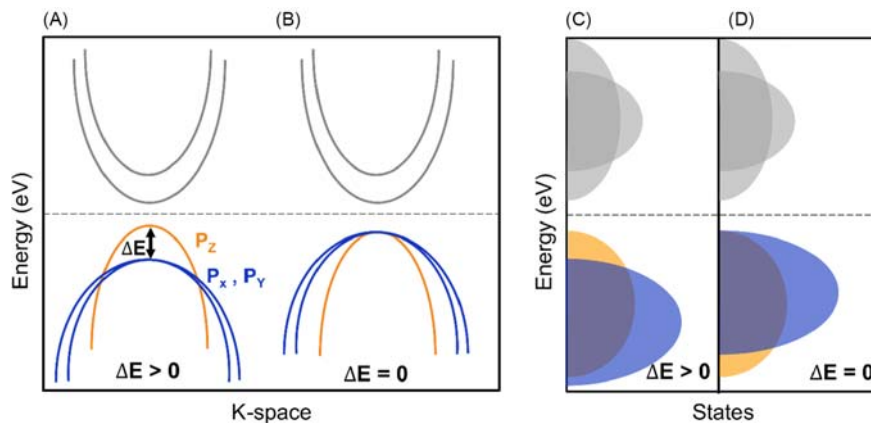 (A) (B) (C) (D)
Energy (eV)
ΔE
P_Z
P_x , P_Y
ΔE > 0
ΔE = 0
K-space
Energy (eV)
ΔE > 0
ΔE = 0
States